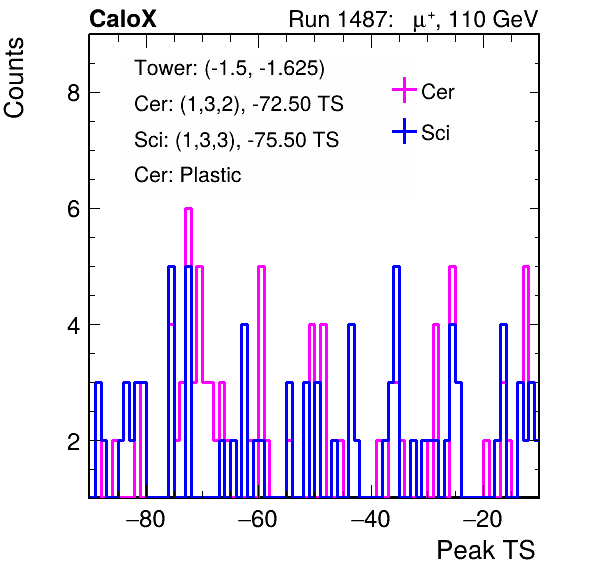 CaloX Run 1487: μ⁺, 110 GeV
Counts
Tower: (-1.5, -1.625)
Cer: (1,3,2), -72.50 TS
Sci: (1,3,3), -75.50 TS
Cer: Plastic
Cer
Sci
8
6
4
2
−80 −60 −40 −20
Peak TS